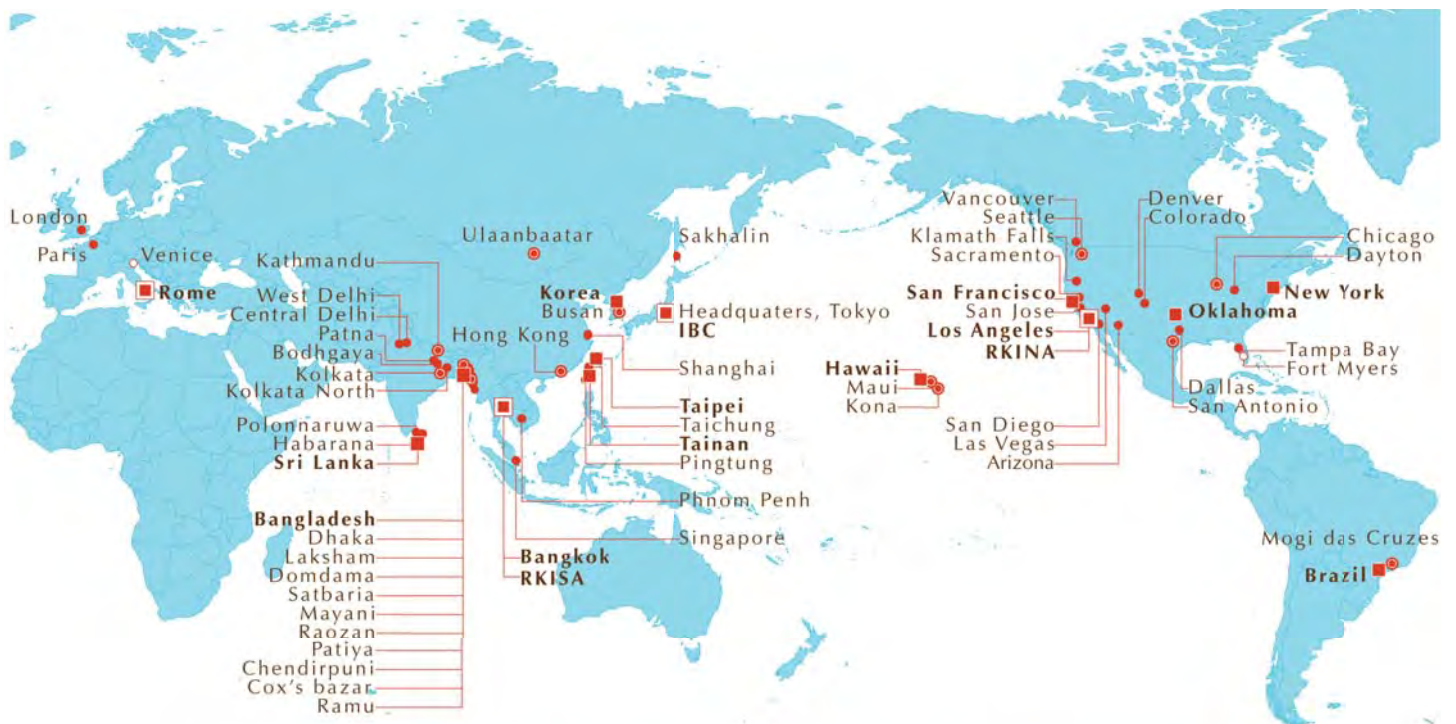 London
Paris
Venice
Rome
Kathmandu
West Delhi
Central Delhi
Patna
Bodhgaya
Kolkata
Kolkata North
Polonnaruwa
Habarana
Sri Lanka
Bangladesh
Dhaka
Laksham
Domdama
Satbaria
Mayani
Raozan
Patiya
Chendirpuni
Cox's bazar
Ramu
Ulaanbaatar
Hong Kong
Korea
Busan
Sakhalin
Headquaters, Tokyo
IBC
Shanghai
Taipei
Taichung
Tainan
Pingtung
Phnom Penh
Singapore
Bangkok
RKISA
Hawaii
Maui
Kona
Vancouver
Seattle
Klamath Falls
Sacramento
San Francisco
San Jose
Los Angeles
RKINA
San Diego
Las Vegas
Arizona
Denver
Colorado
Chicago
Dayton
New York
Oklahoma
Tampa Bay
Fort Myers
Dallas
San Antonio
Mogi das Cruzes
Brazil